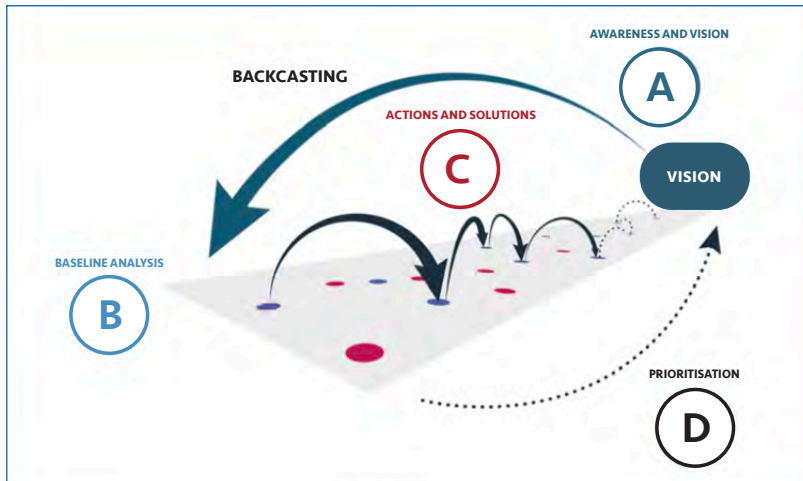 AWARENESS AND VISION
A
BACKCASTING
ACTIONS AND SOLUTIONS
C
VISION
BASELINE ANALYSIS
B
PRIORITISATION
D